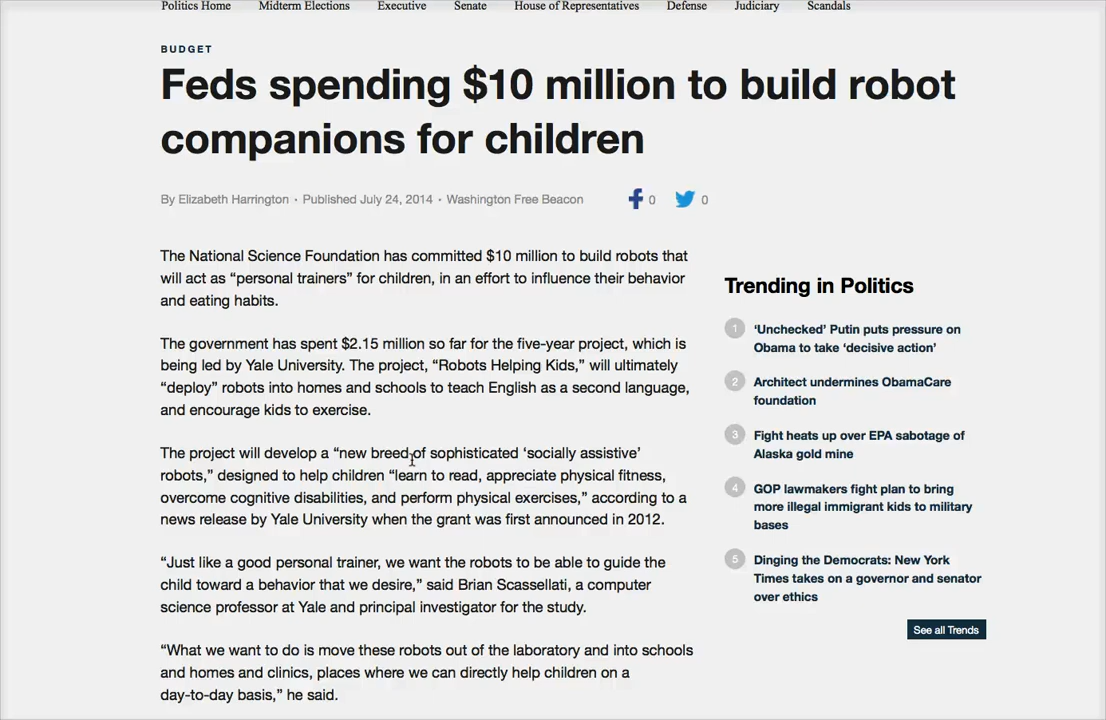 Politics Home Midterm Elections Executive Senate House of Representatives Defense Judiciary Scandals
BUDGET
Feds spending $10 million to build robot
companions for children
By Elizabeth Harrington · Published July 24, 2014 · Washington Free Beacon
0 0
The National Science Foundation has committed $10 million to build robots that
will act as “personal trainers” for children, in an effort to influence their behavior
and eating habits.
The government has spent $2.15 million so far for the five-year project, which is
being led by Yale University. The project, “Robots Helping Kids,” will ultimately
“deploy” robots into homes and schools to teach English as a second language,
and encourage kids to exercise.
The project will develop a “new breed of sophisticated ‘socially assistive’
robots,” designed to help children “learn to read, appreciate physical fitness,
overcome cognitive disabilities, and perform physical exercises,” according to a
news release by Yale University when the grant was first announced in 2012.
“Just like a good personal trainer, we want the robots to be able to guide the
child toward a behavior that we desire,” said Brian Scassellati, a computer
science professor at Yale and principal investigator for the study.
“What we want to do is move these robots out of the laboratory and into schools
and homes and clinics, places where we can directly help children on a
day-to-day basis,” he said.
Trending in Politics
1 ‘Unchecked’ Putin puts pressure on
Obama to take ‘decisive action’
2 Architect undermines ObamaCare
foundation
3 Fight heats up over EPA sabotage of
Alaska gold mine
4 GOP lawmakers fight plan to bring
more illegal immigrant kids to military
bases
5 Dinging the Democrats: New York
Times takes on a governor and senator
over ethics
See all Trends